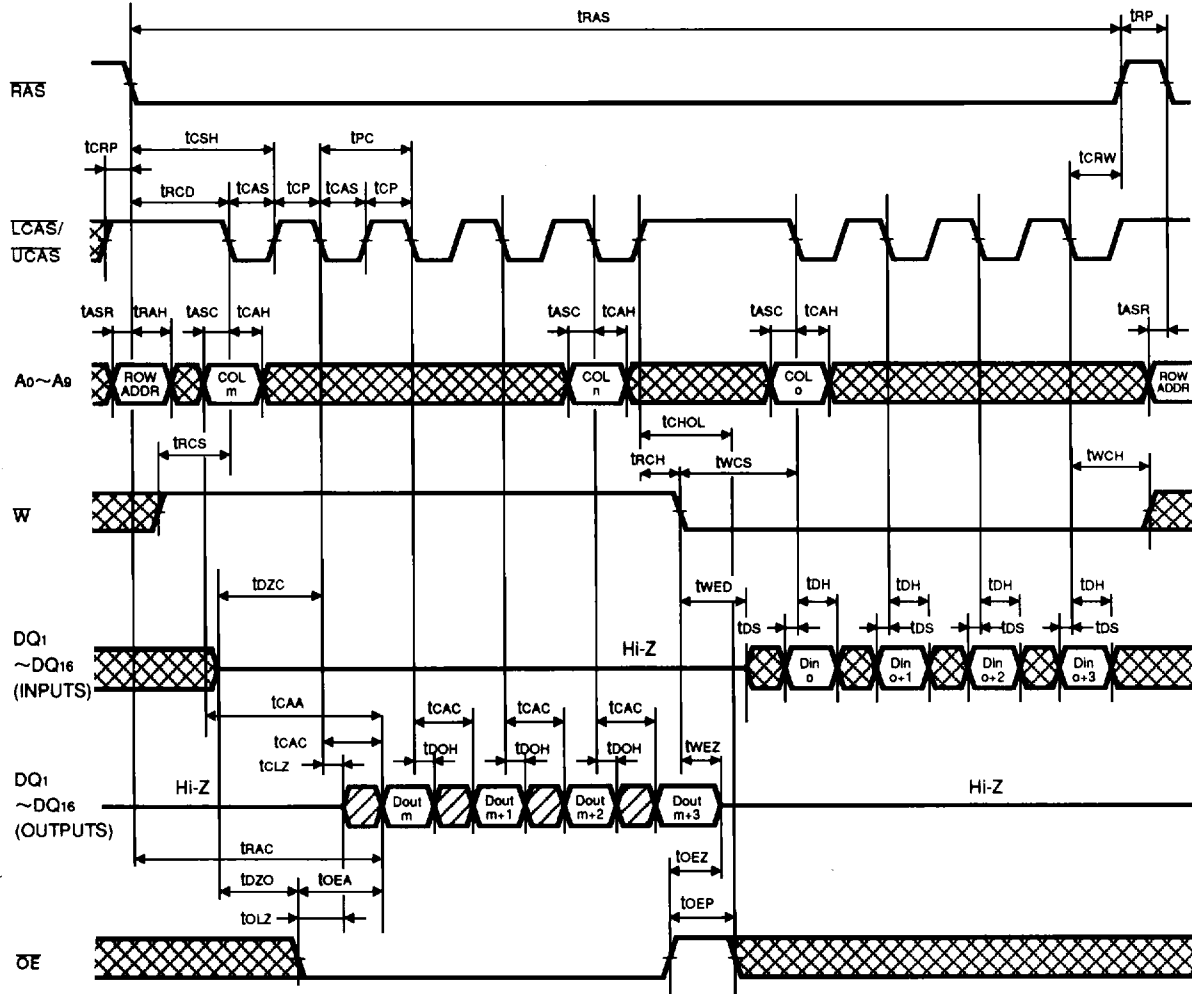 tRAS tRP
RAS
tCRP tCSH tPC tCRW
tRCD tCAS tCP tCAS tCP
LCAS/
UCAS
tASR tRAH tASC tCAH tASC tCAH tASC tCAH tASR
A0~A9 ROW ADDR COL m COL n COL o ROW ADDR
tCHOL
tRCS tRCH tWCS tWCH
W
tDZC tWED tDH tDH tDH tDH
tDS tDS tDS tDS
DQ1
~DQ16
(INPUTS)
Hi-Z Din o Din o+1 Din o+2 Din o+3
tCAA tCAC tCAC tCAC
tCAC tDOH tDOH tDOH tWEZ
tCLZ
DQ1
~DQ16
(OUTPUTS)
Hi-Z Dout m Dout m+1 Dout m+2 Dout m+3 Hi-Z
tRAC tOEZ
tDZO tOEA tOEP
tOLZ
OE